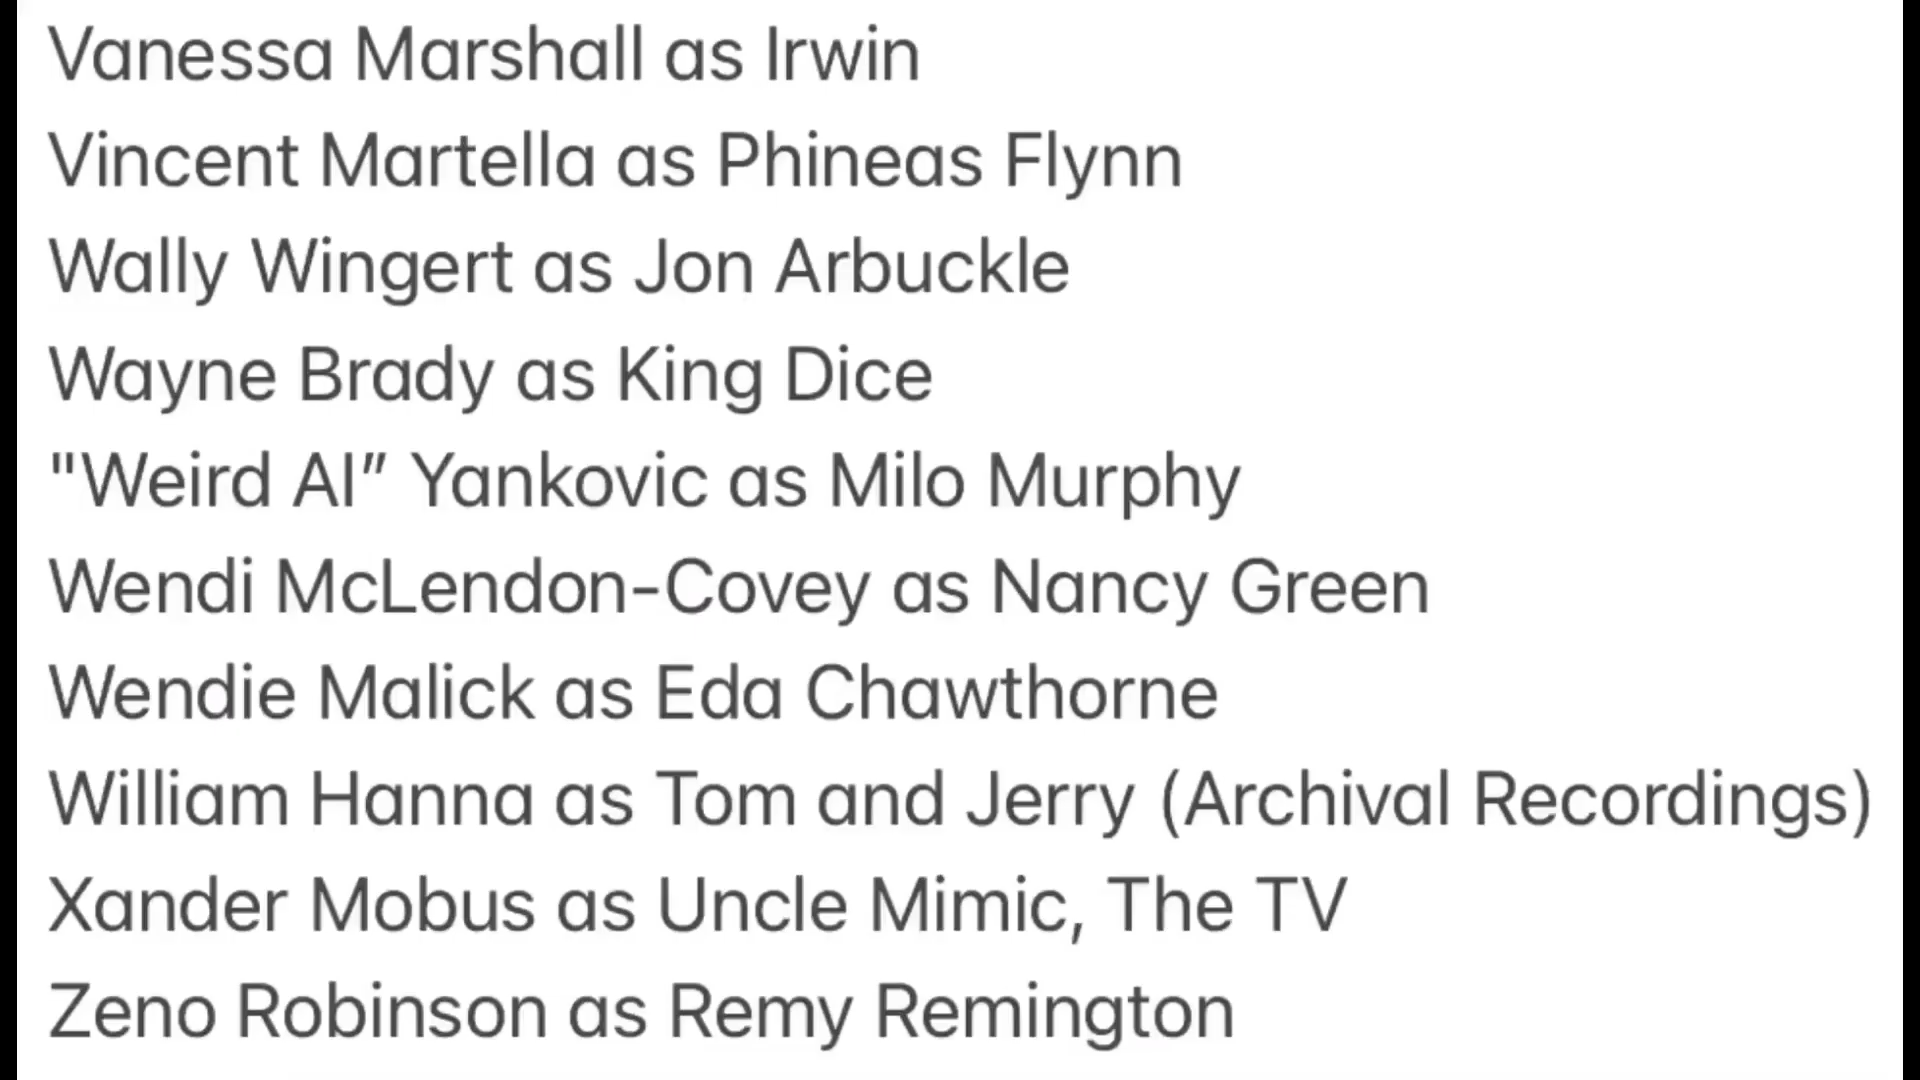 Vanessa Marshall as Irwin
Vincent Martella as Phineas Flynn
Wally Wingert as Jon Arbuckle
Wayne Brady as King Dice
"Weird Al” Yankovic as Milo Murphy
Wendi McLendon-Covey as Nancy Green
Wendie Malick as Eda Chawthorne
William Hanna as Tom and Jerry (Archival Recordings)
Xander Mobus as Uncle Mimic, The TV
Zeno Robinson as Remy Remington